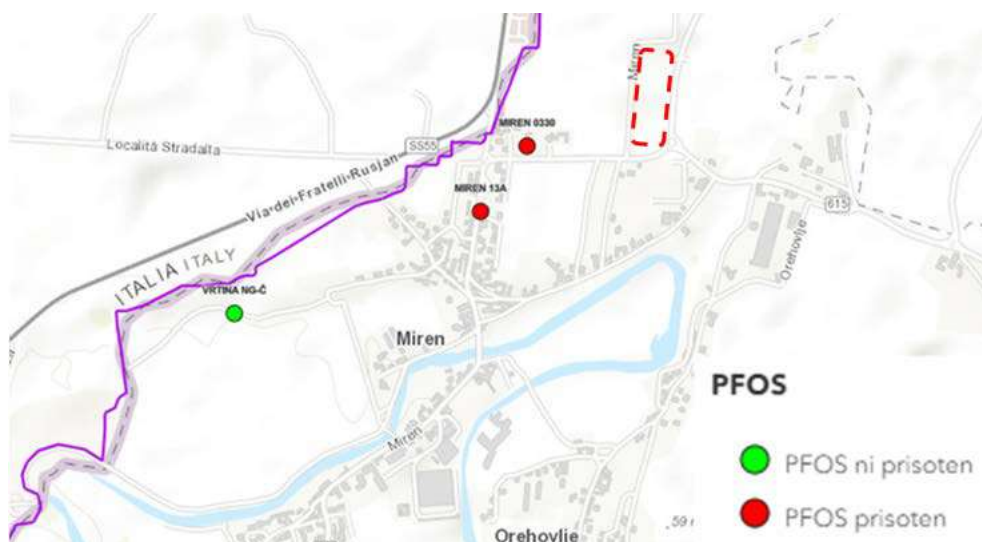 Miren
MIREN 0330
Località Stradalta
SS55
Via dei Fratelli Rusjan
MIREN 13A
615
Orehovlje
ITALIA ITALY
VRTINA NG-Č
Miren
PFOS
Miren
PFOS ni prisoten
PFOS prisoten
Orehovlje